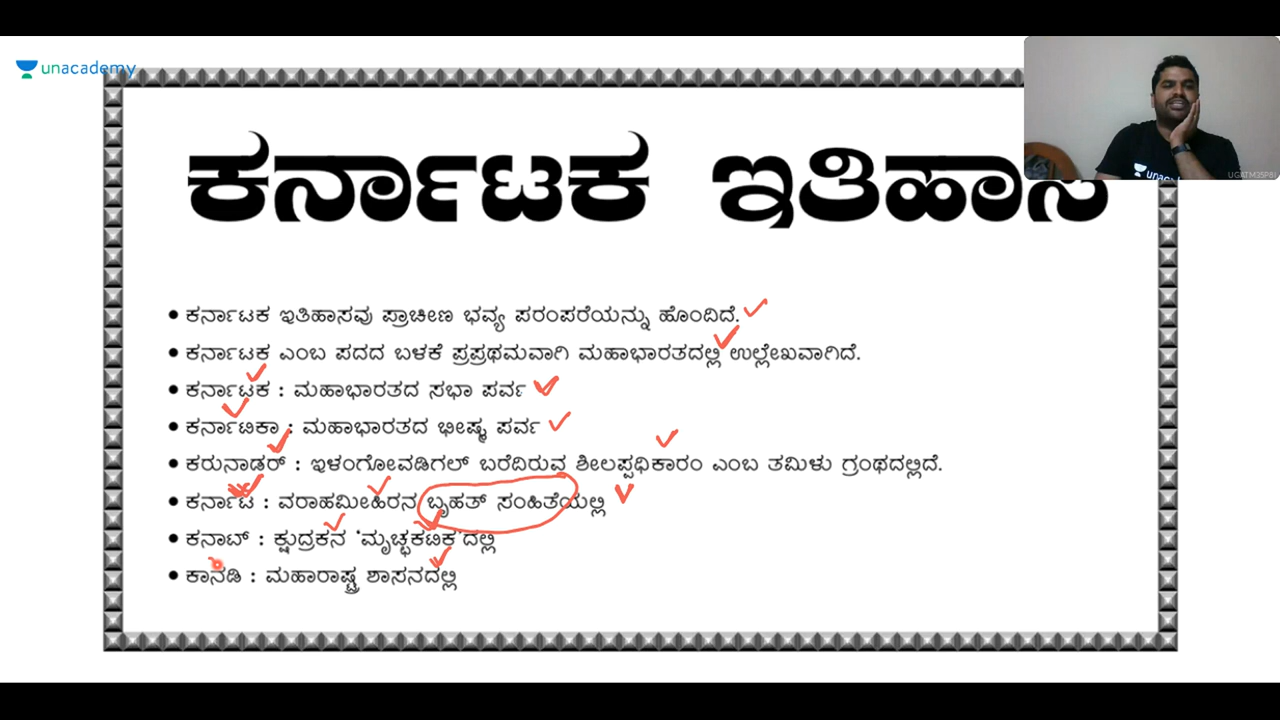 unacademy
ಕರ್ನಾಟಕ ಇತಿಹಾಸ
• ಕರ್ನಾಟಕ ಇತಿಹಾಸವು ಪ್ರಾಚೀಣ ಭವ್ಯ ಪರಂಪರೆಯನ್ನು ಹೊಂದಿದೆ.
• ಕರ್ನಾಟಕ ಎಂಬ ಪದದ ಬಳಕೆ ಪ್ರಪ್ರಥಮವಾಗಿ ಮಹಾಭಾರತದಲ್ಲಿ ಉಲ್ಲೇಖವಾಗಿದೆ.
• ಕರ್ನಾಟಕ : ಮಹಾಭಾರತದ ಸಭಾ ಪರ್ವ
• ಕರ್ನಾಟಿಕಾ : ಮಹಾಭಾರತದ ಭೀಷ್ಮ ಪರ್ವ
• ಕರುನಾಡರ್ : ಇಳಂಗೋವಡಿಗಲ್ ಬರೆದಿರುವ ಶೀಲಪ್ಪಧಿಕಾರಂ ಎಂಬ ತಮಿಳು ಗ್ರಂಥದಲ್ಲಿದೆ.
• ಕರ್ನಾಟ : ವರಾಹಮಿಹಿರನ ಬೃಹತ್ ಸಂಹಿತೆಯಲ್ಲಿ
• ಕನಾಟ್ : ಕ್ಷುದ್ರಕನ 'ಮೃಚ್ಛಕಟಿಕ'ದಲ್ಲಿ
• ಕಾನಡಿ : ಮಹಾರಾಷ್ಟ್ರ ಶಾಸನದಲ್ಲಿ